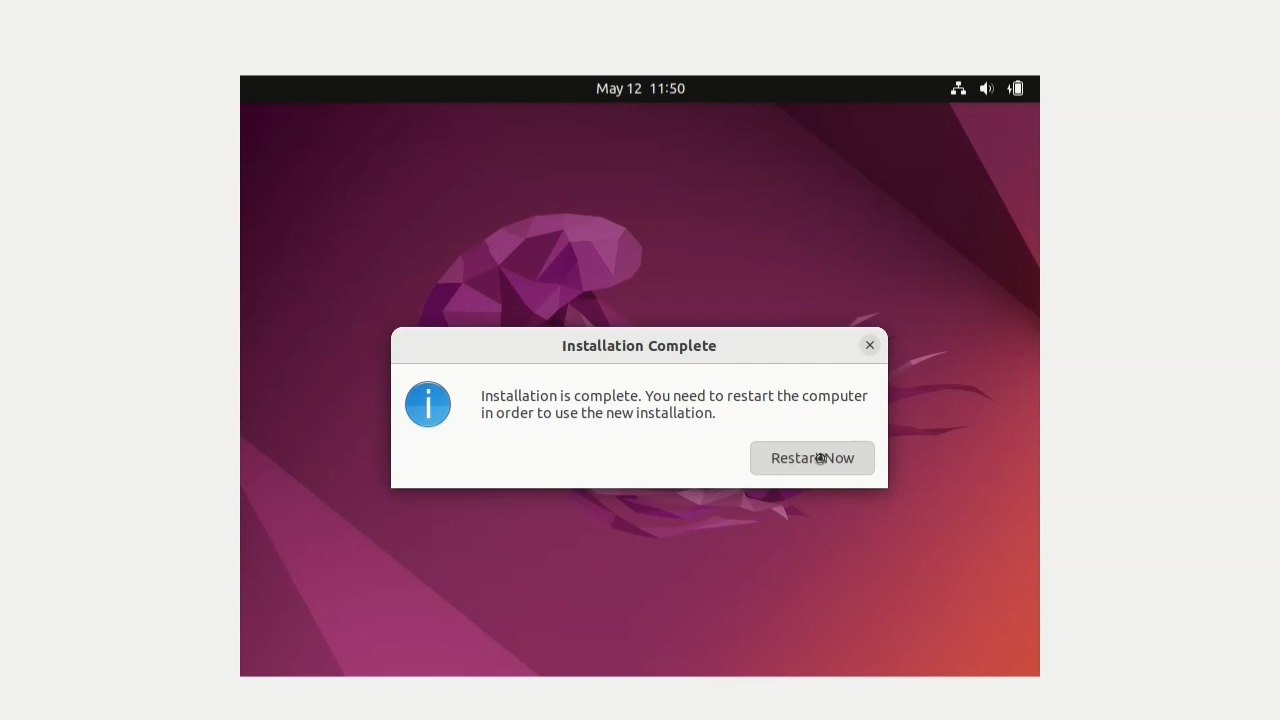 May 12 11:50
Installation Complete
Installation is complete. You need to restart the computer
in order to use the new installation.
Restart Now